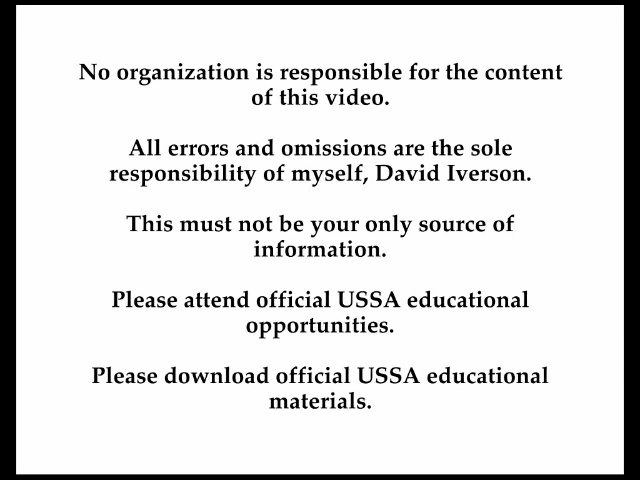 No organization is responsible for the content
of this video.
All errors and omissions are the sole
responsibility of myself, David Iverson.
This must not be your only source of
information.
Please attend official USSA educational
opportunities.
Please download official USSA educational
materials.